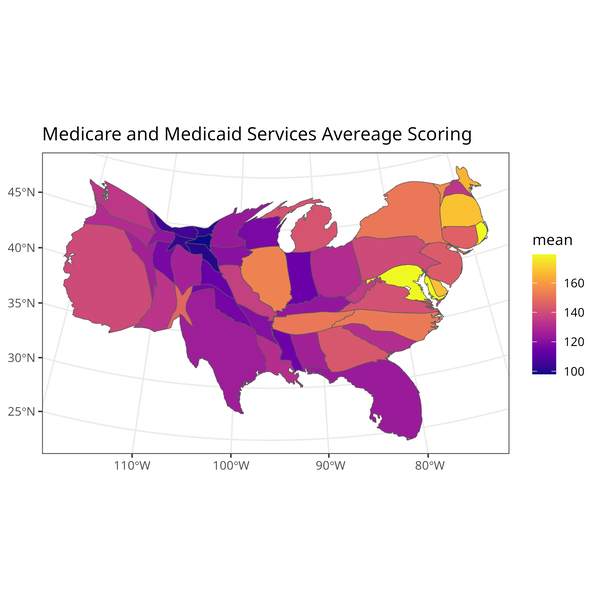 Medicare and Medicaid Services Avereage Scoring
45°N
40°N
35°N
30°N
25°N
110°W
100°W
90°W
80°W
mean
160
140
120
100